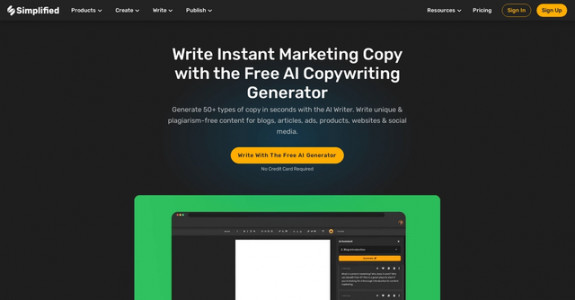 Simplified
Products
Create
Write
Publish
Resources
Pricing
Sign In
Sign Up
Write Instant Marketing Copy
with the Free AI Copywriting
Generator
Generate 50+ types of copy in seconds with the AI Writer. Write unique &
plagiarism-free content for blogs, articles, ads, products, websites & social
media.
Write With The Free AI Generator
No Credit Card Required